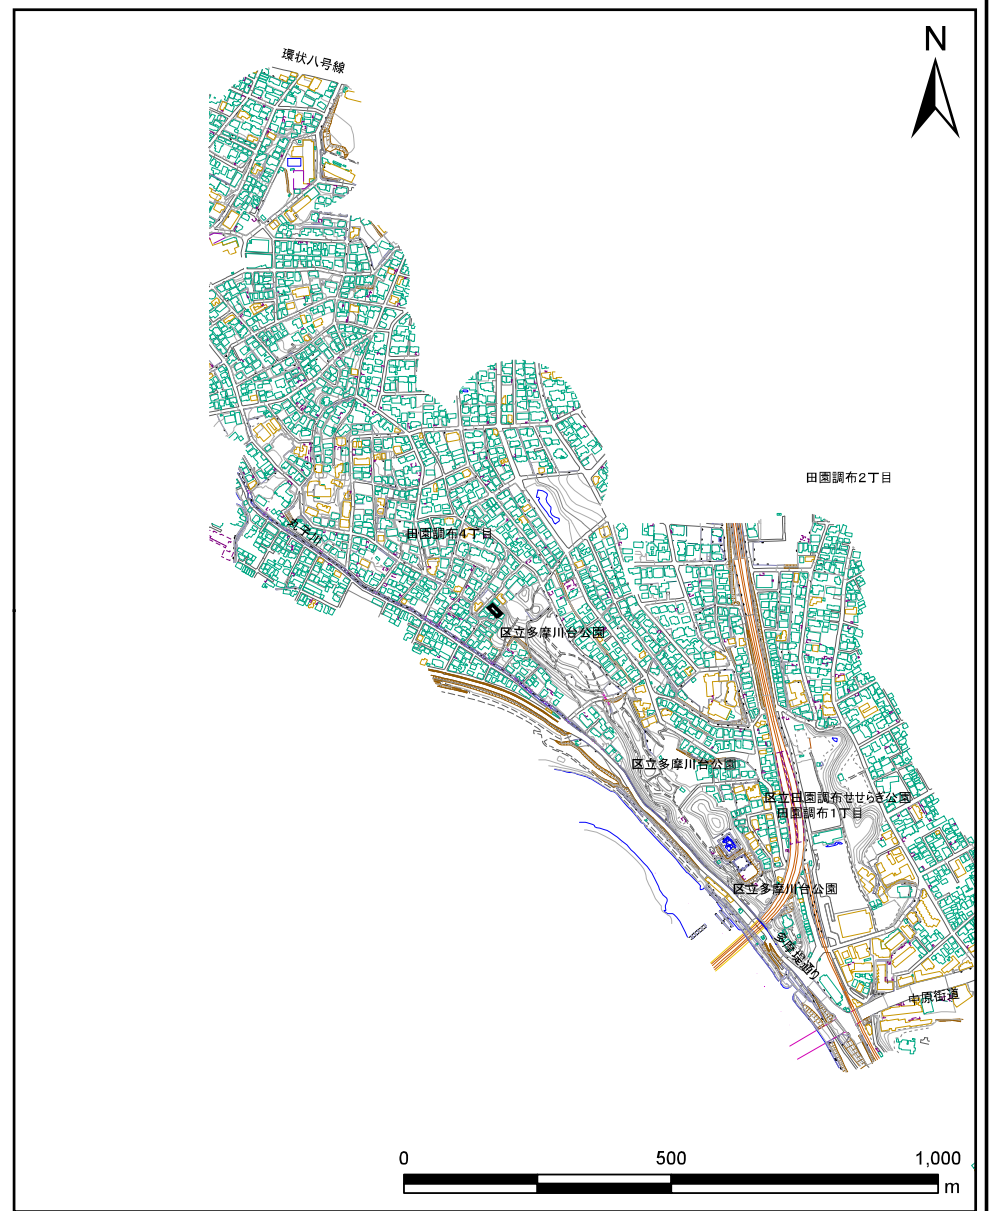 N
環状八号線
田園調布2丁目
丸子川
田園調布4丁目
区立多摩川台公園
区立多摩川台公園
区立田園調布せせらぎ公園
田園調布1丁目
区立多摩川台公園
多摩堤通り
中原街道
0 500 1,000
m